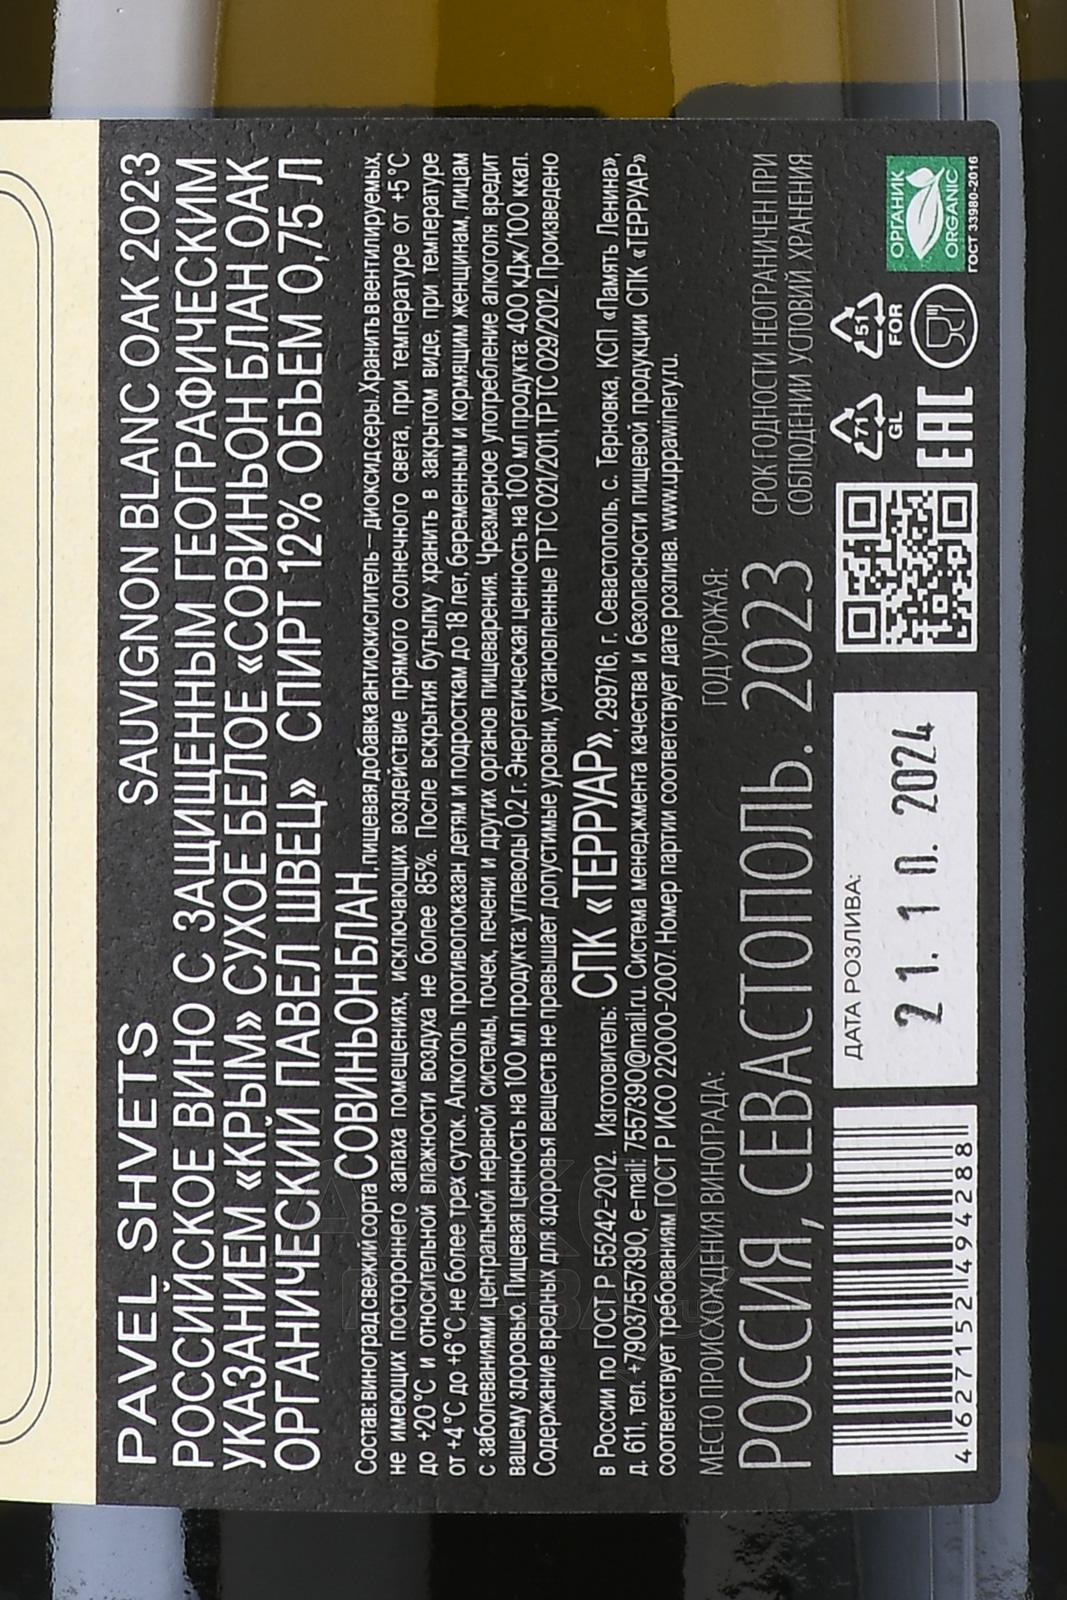 PAVEL SHVETS SAUVIGNON BLANC OAK 2023
РОССИЙСКОЕ ВИНО С ЗАЩИЩЕННЫМ ГЕОГРАФИЧЕСКИМ
УКАЗАНИЕМ «КРЫМ» СУХОЕ БЕЛОЕ «СОВИНЬОН БЛАН ОАК
ОРГАНИЧЕСКИЙ ПАВЕЛ ШВЕЦ» СПИРТ 12% ОБЪЕМ 0,75 Л
Состав: виноград свежий сорта СОВИНЬОН БЛАН, пищевая добавка антиокислитель – диоксид серы. Хранить в вентилируемых,
не имеющих постороннего запаха помещениях, исключающих воздействие прямого солнечного света, при температуре от +5 °С
до +20 °С и относительной влажности воздуха не более 85%. После вскрытия бутылку хранить в закрытом виде, при температуре
от +4 °С до +6 °С не более трех суток. Алкоголь противопоказан детям и подросткам до 18 лет, беременным и кормящим женщинам, лицам
с заболеваниями центральной нервной системы, почек, печени и других органов пищеварения. Чрезмерное употребление алкоголя вредит
вашему здоровью. Пищевая ценность на 100 мл продукта: углеводы 0,2 г. Энергетическая ценность на 100 мл продукта: 400 кДж/100 ккал.
Содержание вредных для здоровья веществ не превышает допустимые уровни, установленные ТР ТС 021/2011, ТР ТС 029/2012. Произведено
в России по ГОСТ Р 55242-2012. Изготовитель: СПК «ТЕРРУАР», 299716, г. Севастополь, с. Терновка, КСП «Память Ленина»,
д. 611, тел. +79037557390, e-mail: 7557390@mail.ru. Система менеджмента качества и безопасности пищевой продукции СПК «ТЕРРУАР»
соответствует требованиям ГОСТ Р ИСО 22000-2007. Номер партии соответствует дате розлива. www.uppawinery.ru.
МЕСТО ПРОИСХОЖДЕНИЯ ВИНОГРАДА: ГОД УРОЖАЯ:
РОССИЯ, СЕВАСТОПОЛЬ. 2023
СРОК ГОДНОСТИ НЕОГРАНИЧЕН ПРИ
СОБЛЮДЕНИИ УСЛОВИЙ ХРАНЕНИЯ
4627152494288
ДАТА РОЗЛИВА:
21.10.2024
71
GL
51
FOR
EAC
ОРГАНИК
ORGANIC
ГОСТ 33980-2016